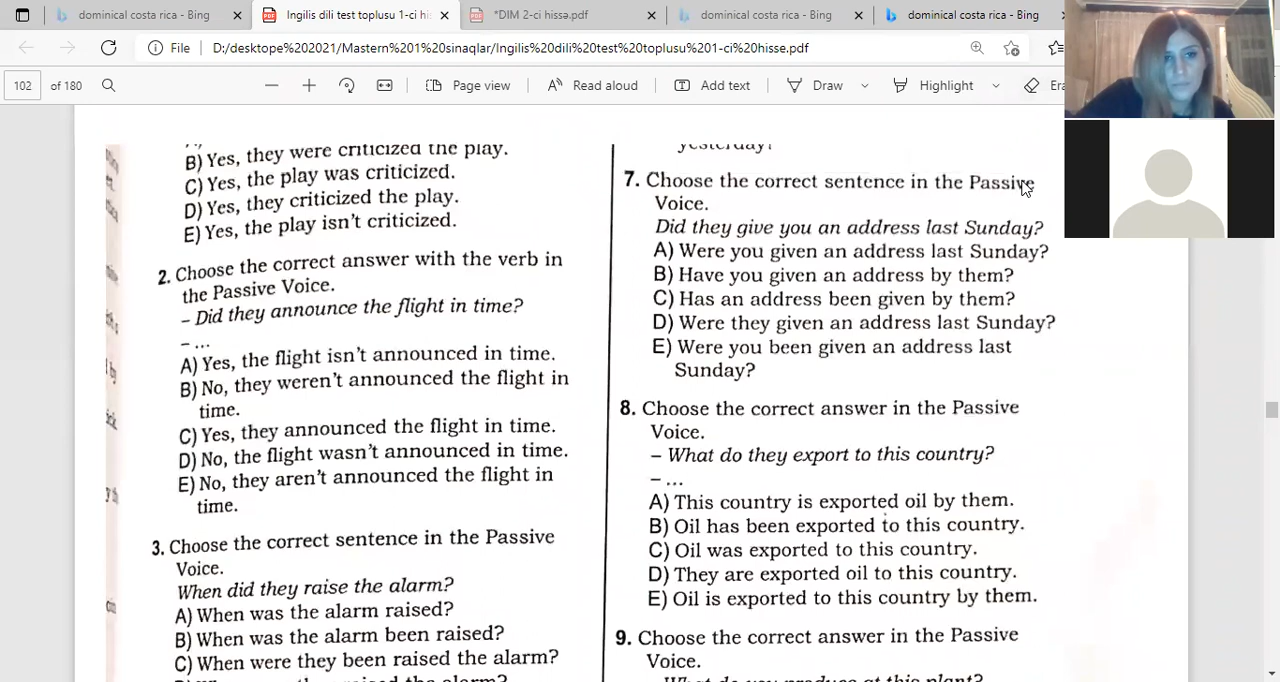 dominical costa rica - Bing
Ingilis dili test toplusu 1-ci hi
*DIM 2-ci hissə.pdf
dominical costa rica - Bing
dominical costa rica - Bing
File
D:/desktope%202021/Mastern%201%20sinaqlar/Ingilis%20dili%20test%20toplusu%201-ci%20hisse.pdf
102 of 180
Page view
Read aloud
Add text
Draw
Highlight
Era
B) Yes, they were criticized the play.
C) Yes, the play was criticized.
D) Yes, they criticized the play.
E) Yes, the play isn't criticized.
2. Choose the correct answer with the verb in
the Passive Voice.
– Did they announce the flight in time?
– ...
A) Yes, the flight isn't announced in time.
B) No, they weren't announced the flight in
time.
C) Yes, they announced the flight in time.
D) No, the flight wasn't announced in time.
E) No, they aren't announced the flight in
time.
3. Choose the correct sentence in the Passive
Voice.
When did they raise the alarm?
A) When was the alarm raised?
B) When was the alarm been raised?
C) When were they been raised the alarm?
yesterday?
7. Choose the correct sentence in the Passive
Voice.
Did they give you an address last Sunday?
A) Were you given an address last Sunday?
B) Have you given an address by them?
C) Has an address been given by them?
D) Were they given an address last Sunday?
E) Were you been given an address last
Sunday?
8. Choose the correct answer in the Passive
Voice.
– What do they export to this country?
– ...
A) This country is exported oil by them.
B) Oil has been exported to this country.
C) Oil was exported to this country.
D) They are exported oil to this country.
E) Oil is exported to this country by them.
9. Choose the correct answer in the Passive
Voice.
What do you produce at this plant?